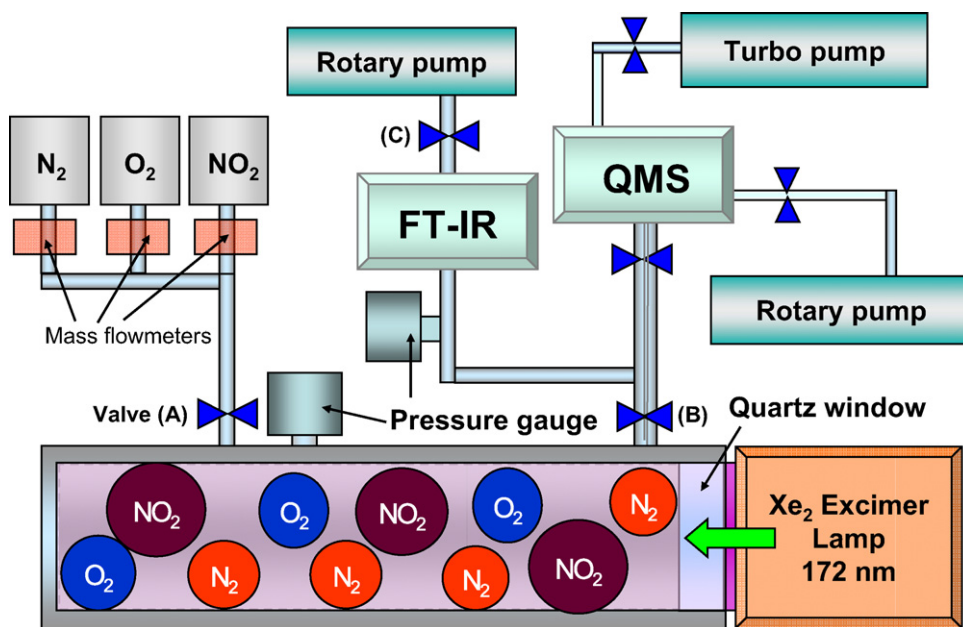 Rotary pump
Turbo pump
(C)
N₂
O₂
NO₂
QMS
FT-IR
Mass flowmeters
Rotary pump
Valve (A)
Pressure gauge
(B)
Quartz window
NO₂
O₂
NO₂
O₂
N₂
Xe₂ Excimer
Lamp
172 nm
O₂
N₂
N₂
N₂
NO₂